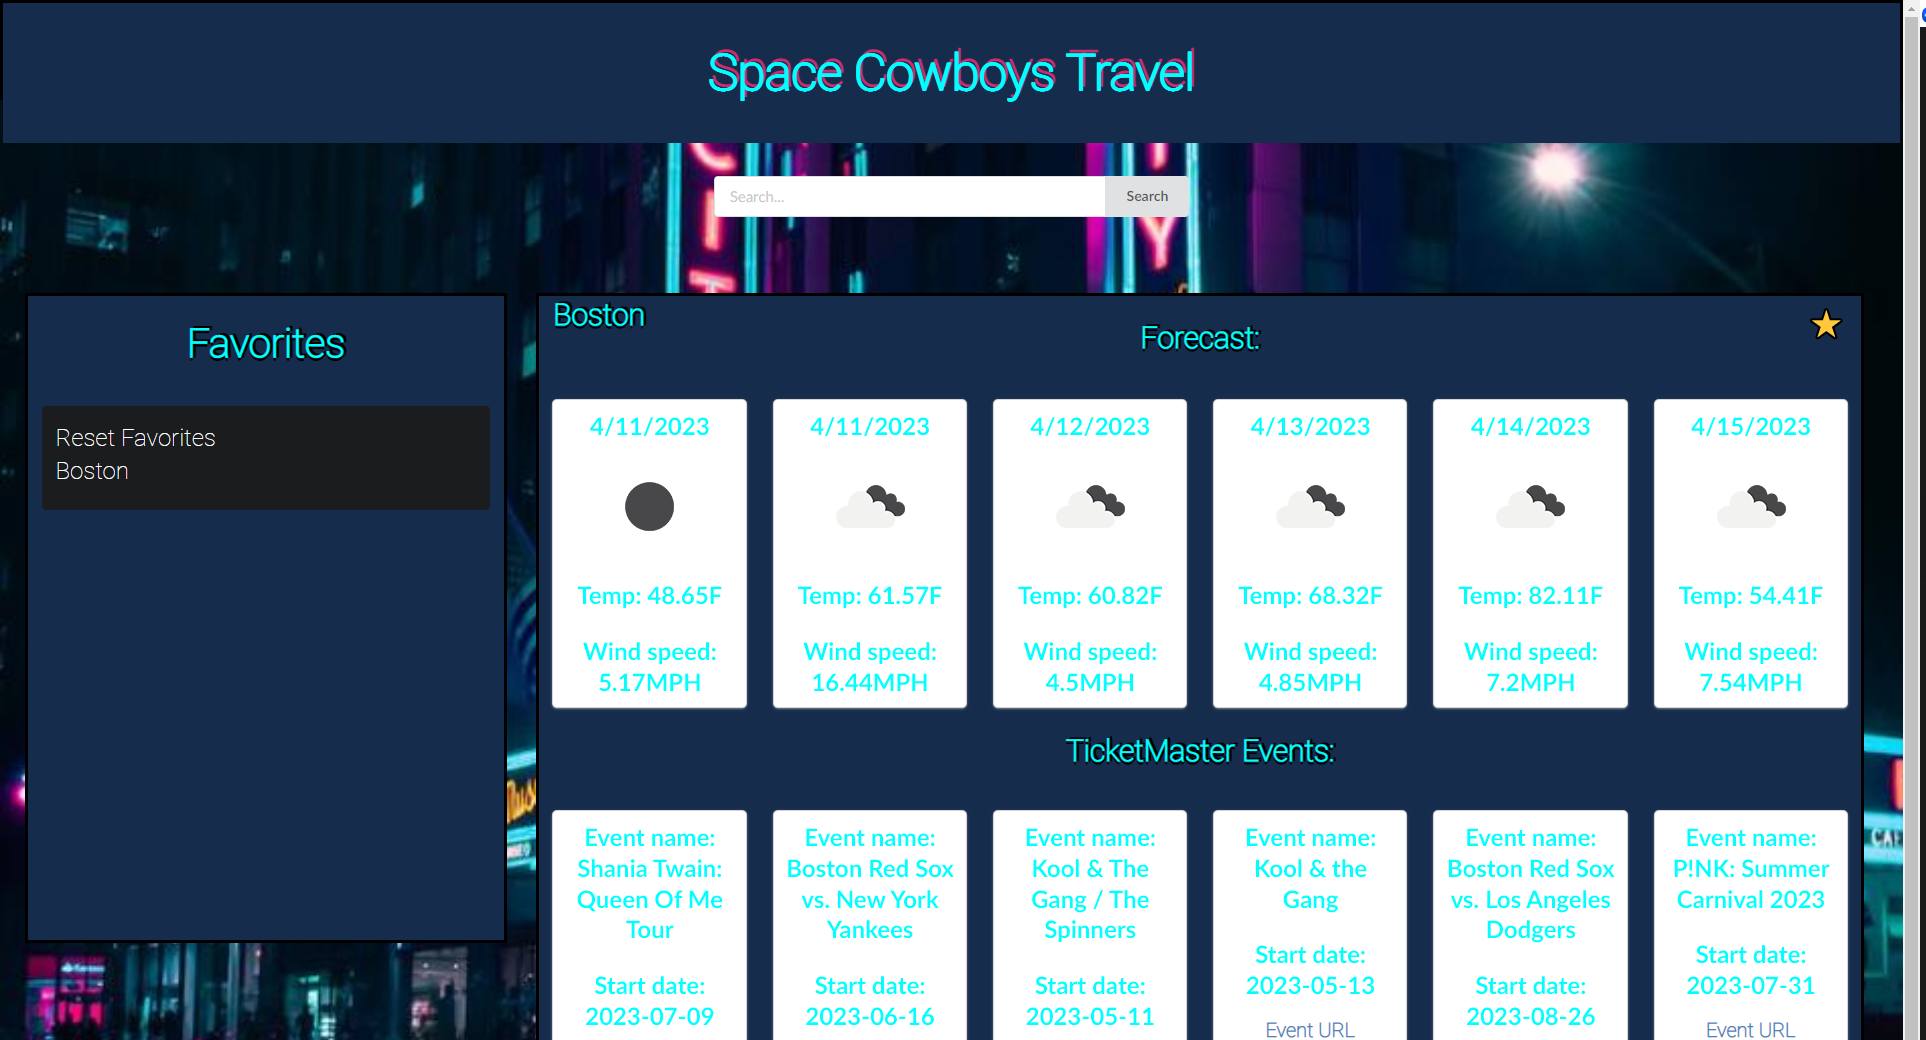 Space Cowboys Travel
Search...
Search
CIT
Y
Favorites
Reset Favorites
Boston
Boston
Forecast:
4/11/2023
Temp: 48.65F
Wind speed:
5.17MPH
4/11/2023
Temp: 61.57F
Wind speed:
16.44MPH
4/12/2023
Temp: 60.82F
Wind speed:
4.5MPH
4/13/2023
Temp: 68.32F
Wind speed:
4.85MPH
4/14/2023
Temp: 82.11F
Wind speed:
7.2MPH
4/15/2023
Temp: 54.41F
Wind speed:
7.54MPH
TicketMaster Events:
Event name:
Shania Twain:
Queen Of Me
Tour
Start date:
2023-07-09
Event name:
Boston Red Sox
vs. New York
Yankees
Start date:
2023-06-16
Event name:
Kool & The
Gang / The
Spinners
Start date:
2023-05-11
Event name:
Kool & the
Gang
Start date:
2023-05-13
Event URL
Event name:
Boston Red Sox
vs. Los Angeles
Dodgers
Start date:
2023-08-26
Event name:
P!NK: Summer
Carnival 2023
Start date:
2023-07-31
Event URL